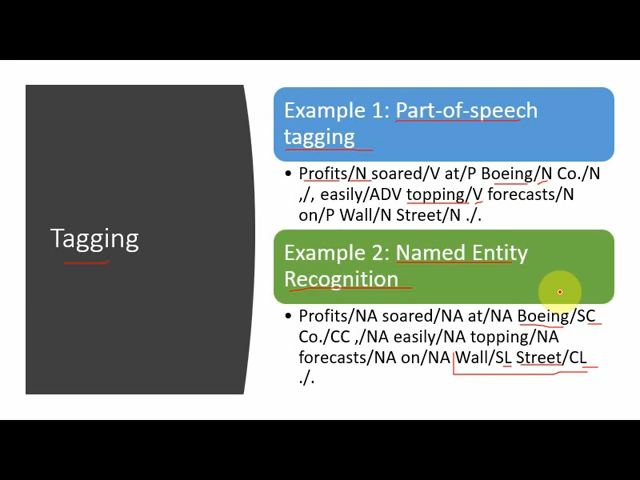 Tagging
Example 1: Part-of-speech
tagging
• Profits/N soared/V at/P Boeing/N Co./N
,/, easily/ADV topping/V forecasts/N
on/P Wall/N Street/N ./.
Example 2: Named Entity
Recognition
• Profits/NA soared/NA at/NA Boeing/SC
Co./CC ,/NA easily/NA topping/NA
forecasts/NA on/NA Wall/SL Street/CL
./.